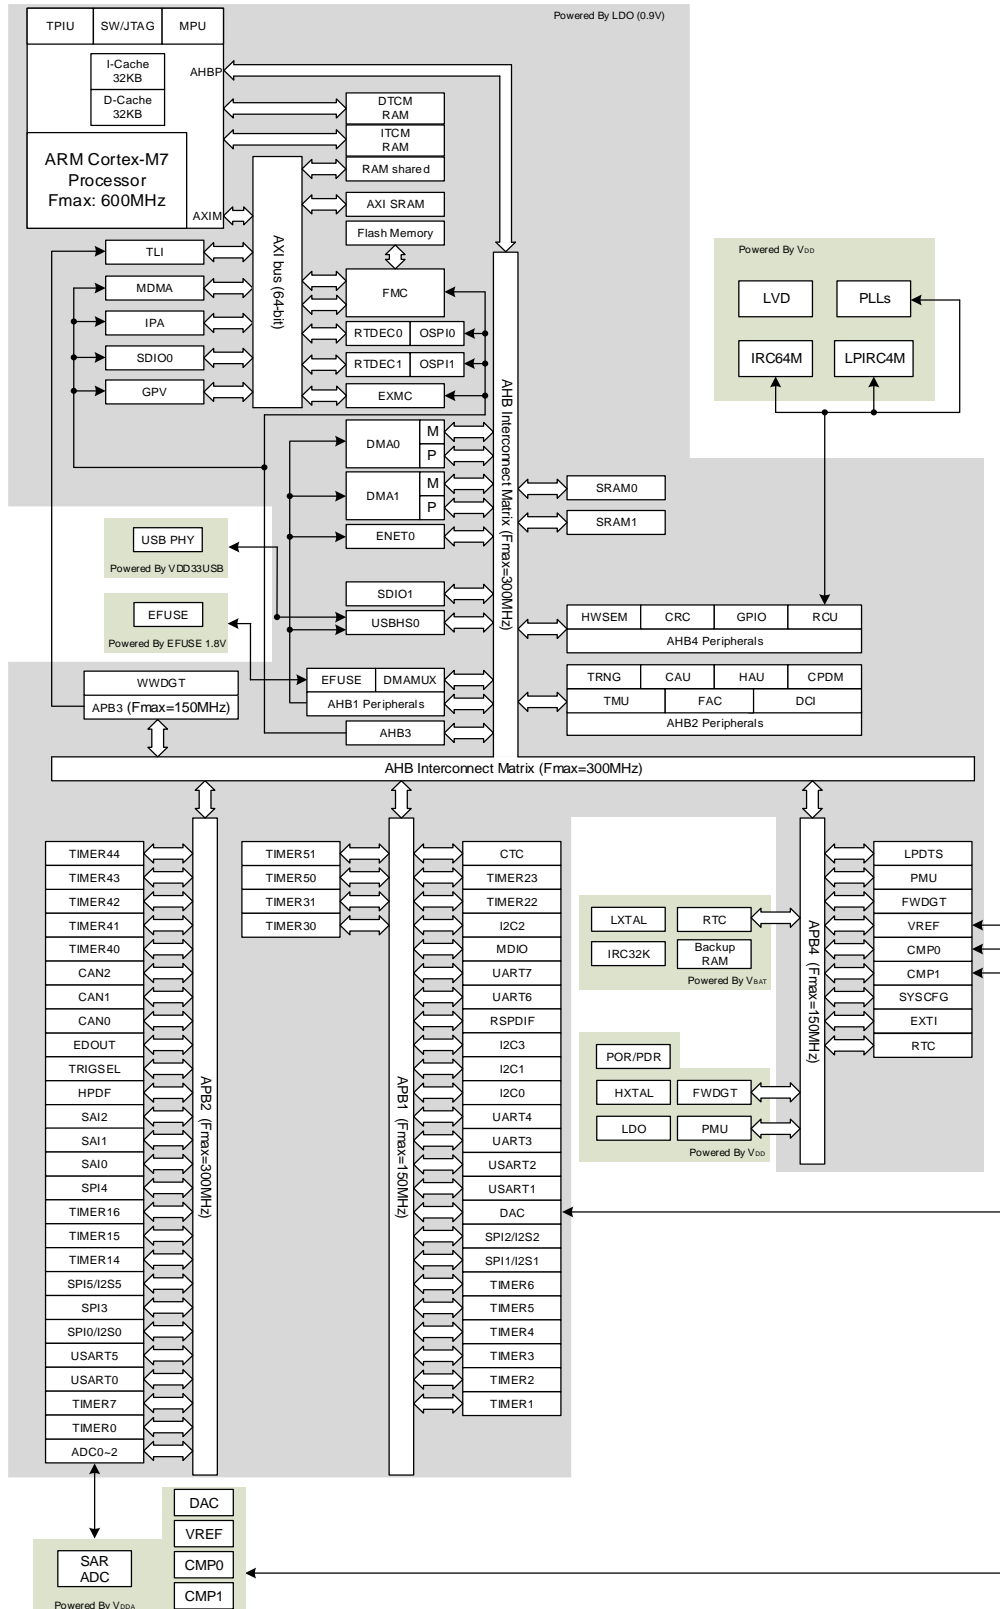 Powered By LDO (0.9V)
TPIU
SW/JTAG
MPU
I-Cache
32KB
D-Cache
32KB
AHBP
ARM Cortex-M7
Processor
Fmax: 600MHz
AXIM
DTCM
RAM
ITCM
RAM
RAM shared
AXI SRAM
Flash Memory
FMC
RTDEC0
OSPI0
RTDEC1
OSPI1
EXMC
AXI bus (64-bit)
TLI
MDMA
IPA
SDIO0
GPV
AHB Interconnect Matrix (Fmax=300MHz)
DMA0
M
P
DMA1
M
P
ENET0
SDIO1
USBHS0
EFUSE
DMAMUX
AHB1 Peripherals
AHB3
USB PHY
Powered By VDD33USB
EFUSE
Powered By EFUSE 1.8V
WWDGT
APB3 (Fmax=150MHz)
Powered By VDD
LVD
PLLs
IRC64M
LPIRC4M
SRAM0
SRAM1
HWSEM
CRC
GPIO
RCU
AHB4 Peripherals
TRNG
CAU
HAU
CPDM
TMU
FAC
DCI
AHB2 Peripherals
AHB Interconnect Matrix (Fmax=300MHz)
TIMER44
TIMER43
TIMER42
TIMER41
TIMER40
CAN2
CAN1
CAN0
EDOUT
TRIGSEL
HPDF
SAI2
SAI1
SAI0
SPI4
TIMER16
TIMER15
TIMER14
SPI5/I2S5
SPI3
SPI0/I2S0
USART5
USART0
TIMER7
TIMER0
ADC0~2
APB2 (Fmax=300MHz)
TIMER51
TIMER50
TIMER31
TIMER30
APB1 (Fmax=150MHz)
CTC
TIMER23
TIMER22
I2C2
MDIO
UART7
UART6
RSPDIF
I2C3
I2C1
I2C0
UART4
UART3
USART2
USART1
DAC
SPI2/I2S2
SPI1/I2S1
TIMER6
TIMER5
TIMER4
TIMER3
TIMER2
TIMER1
LXTAL
RTC
IRC32K
Backup
RAM
Powered By VBAT
POR/PDR
HXTAL
FWDGT
LDO
PMU
Powered By VDD
APB4 (Fmax=150MHz)
LPDTS
PMU
FWDGT
VREF
CMP0
CMP1
SYSCFG
EXTI
RTC
DAC
VREF
CMP0
CMP1
SAR
ADC
Powered By VDDA